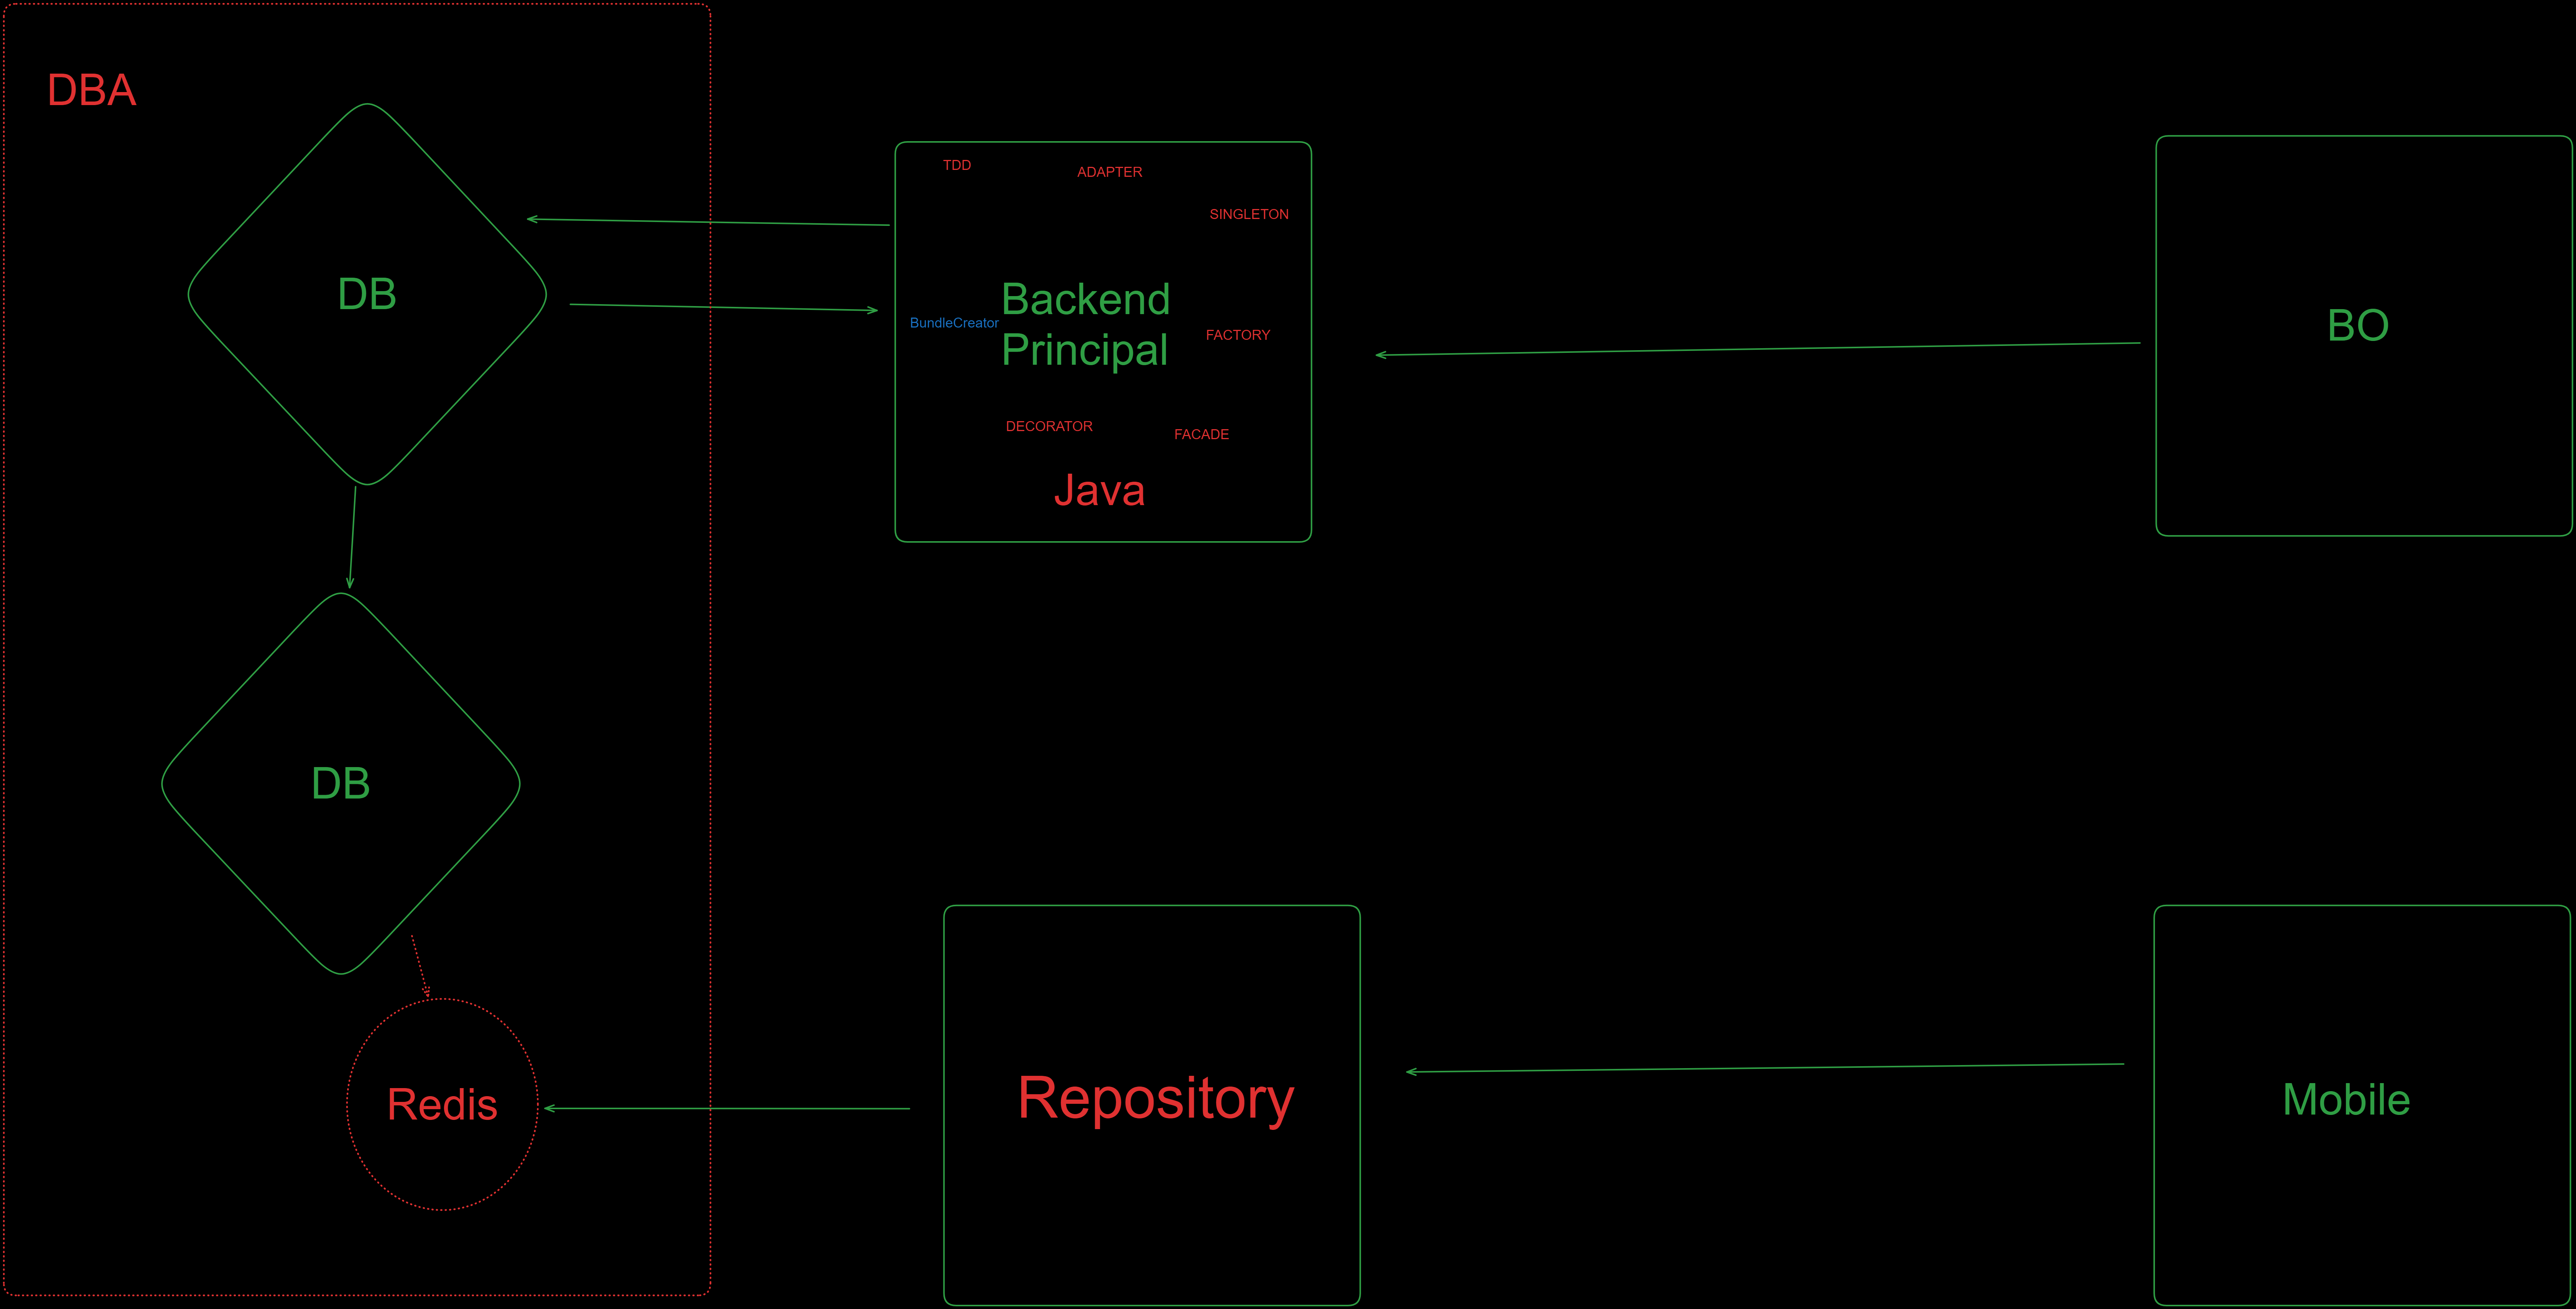 DBA
DB
TDD
ADAPTER
SINGLETON
Backend
Principal
BundleCreator
FACTORY
DECORATOR
FACADE
Java
BO
DB
Redis
Repository
Mobile